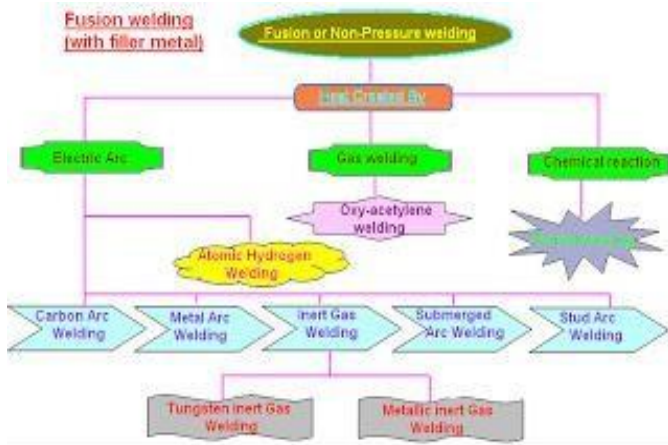 Fusion welding
(with filler metal)
Fusion or Non-Pressure welding
Heat Created By
Electric Arc
Gas welding
Chemical reaction
Oxy-acetylene
welding
Atomic Hydrogen
Welding
Carbon Arc
Welding
Metal Arc
Welding
Inert Gas
Welding
Submerged
Arc Welding
Stud Arc
Welding
Tungsten inert Gas
Welding
Metallic inert Gas
Welding